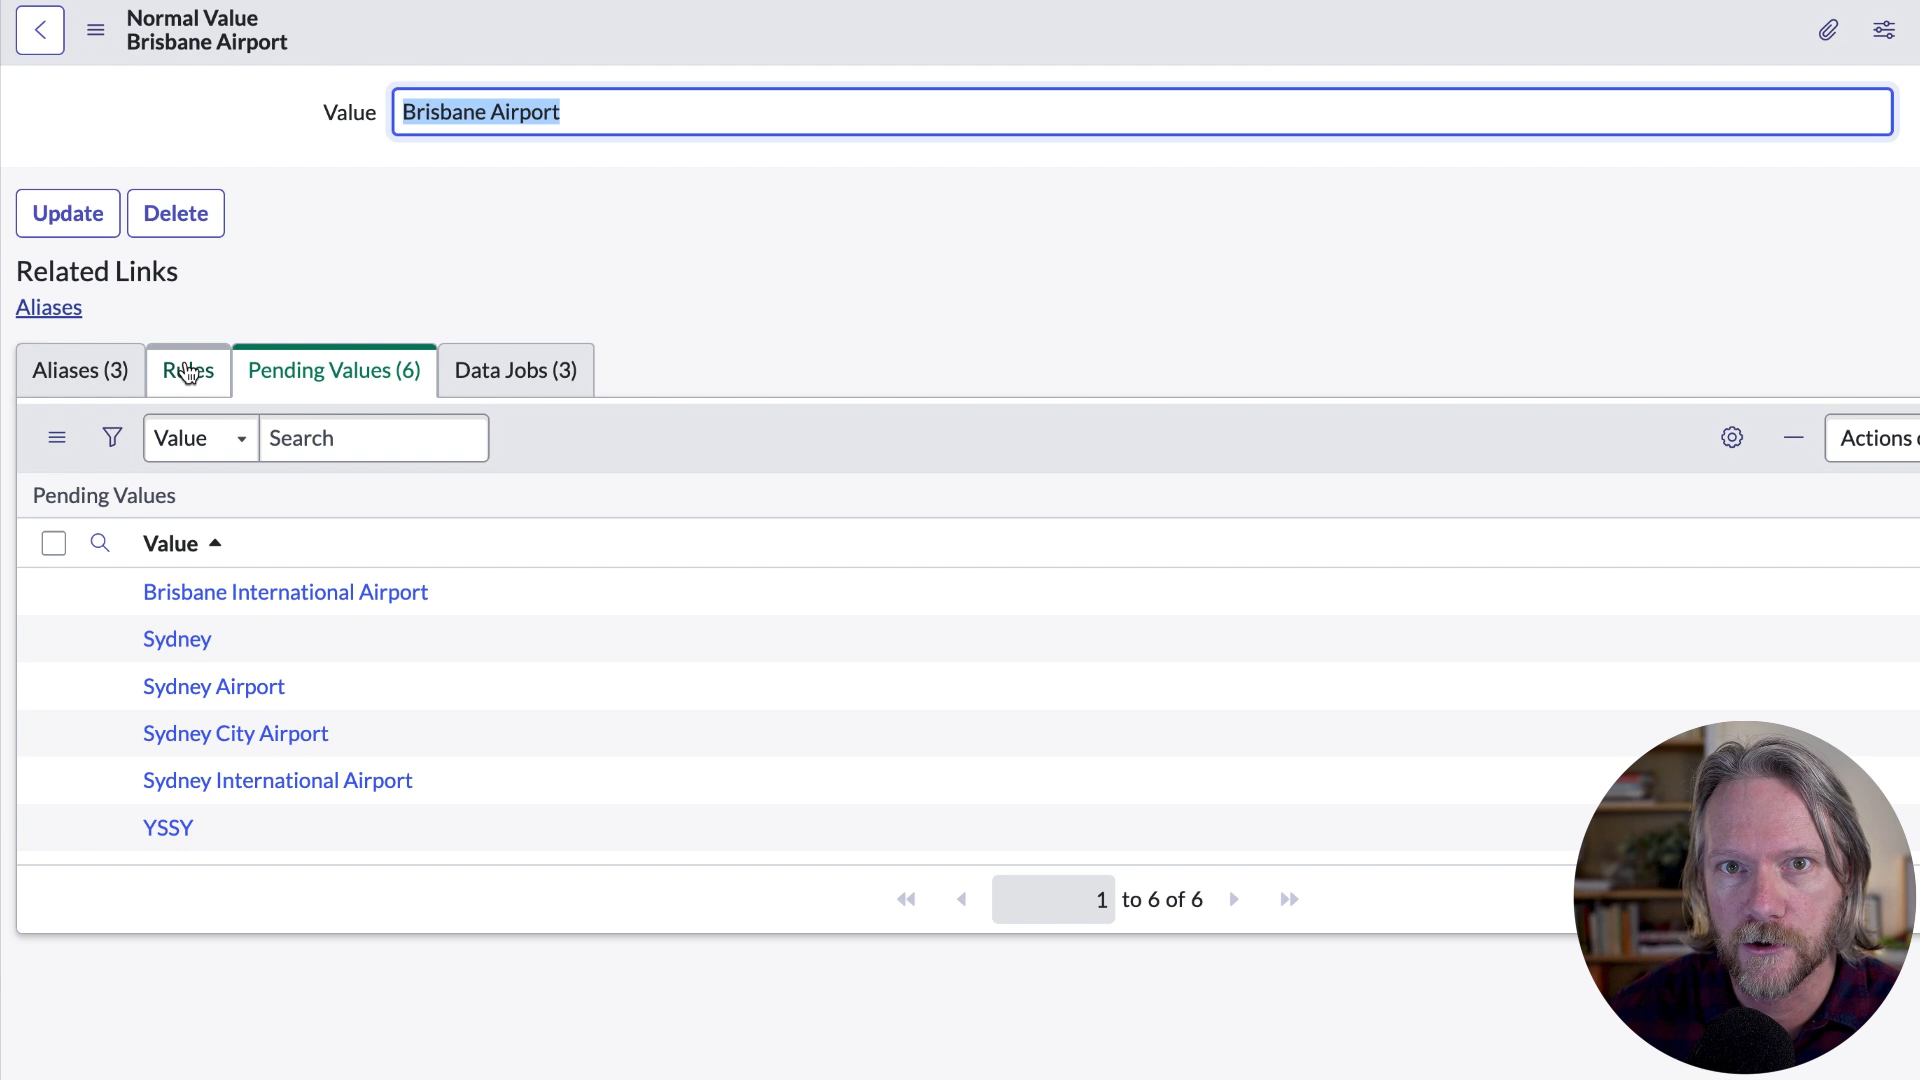 Normal Value
Brisbane Airport
Value
Brisbane Airport
Update
Delete
Related Links
Aliases
Aliases (3)
Rules
Pending Values (6)
Data Jobs (3)
Value
Search
Actions
Pending Values
Value
Brisbane International Airport
Sydney
Sydney Airport
Sydney City Airport
Sydney International Airport
YSSY
1 to 6 of 6